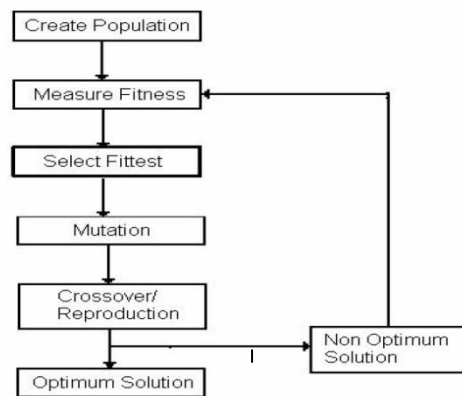 Create Population
Measure Fitness
Select Fittest
Mutation
Crossover/
Reproduction
Non Optimum
Solution
Optimum Solution